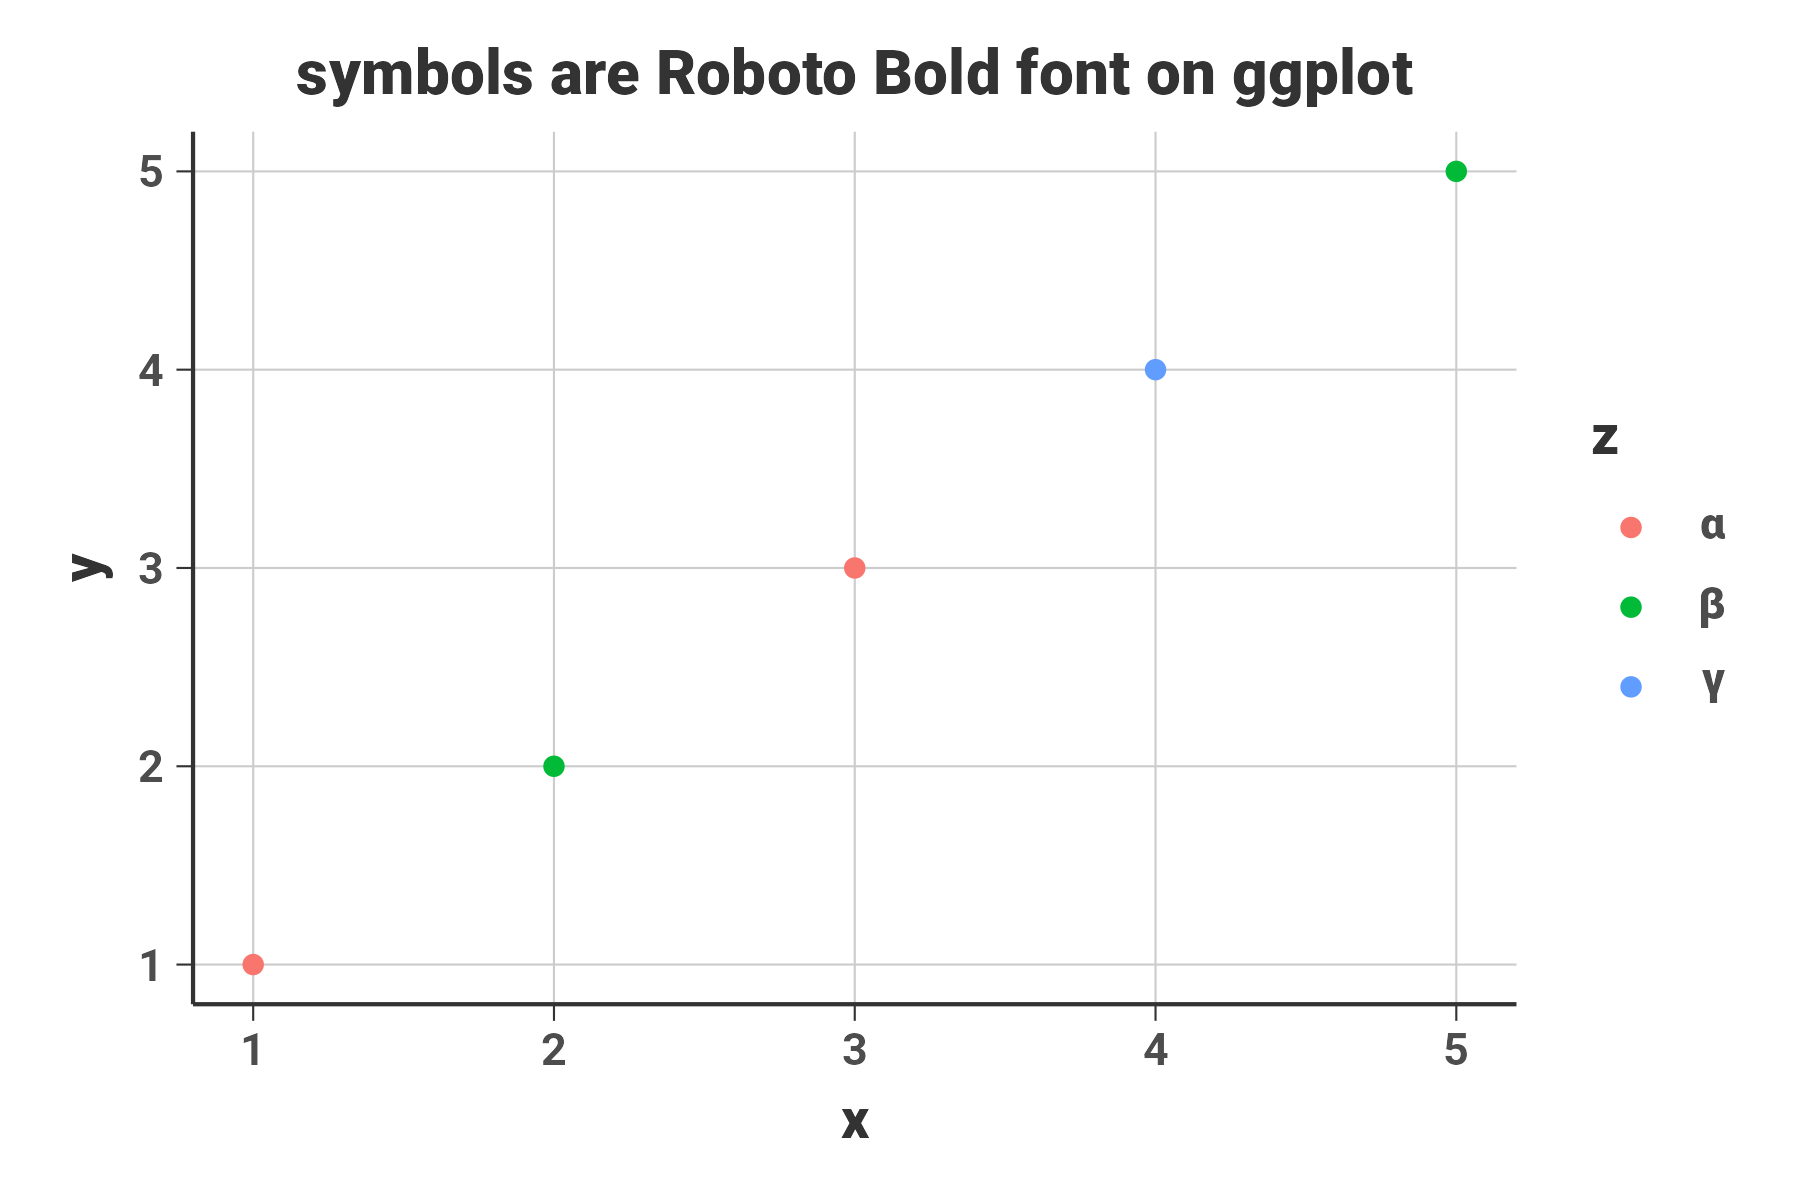 symbols are Roboto Bold font on ggplot
5
4
3
2
1
y
1 2 3 4 5
x
z
α
β
γ